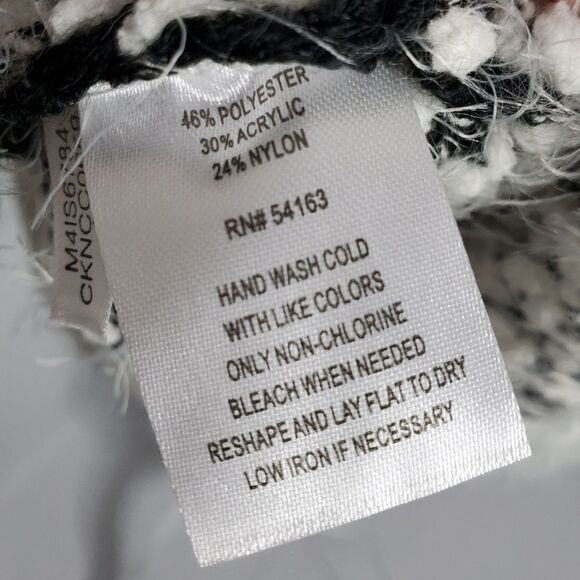 46% POLYESTER
30% ACRYLIC
24% NYLON
RN# 54163
HAND WASH COLD
WITH LIKE COLORS
ONLY NON-CHLORINE
BLEACH WHEN NEEDED
RESHAPE AND LAY FLAT TO DRY
LOW IRON IF NECESSARY